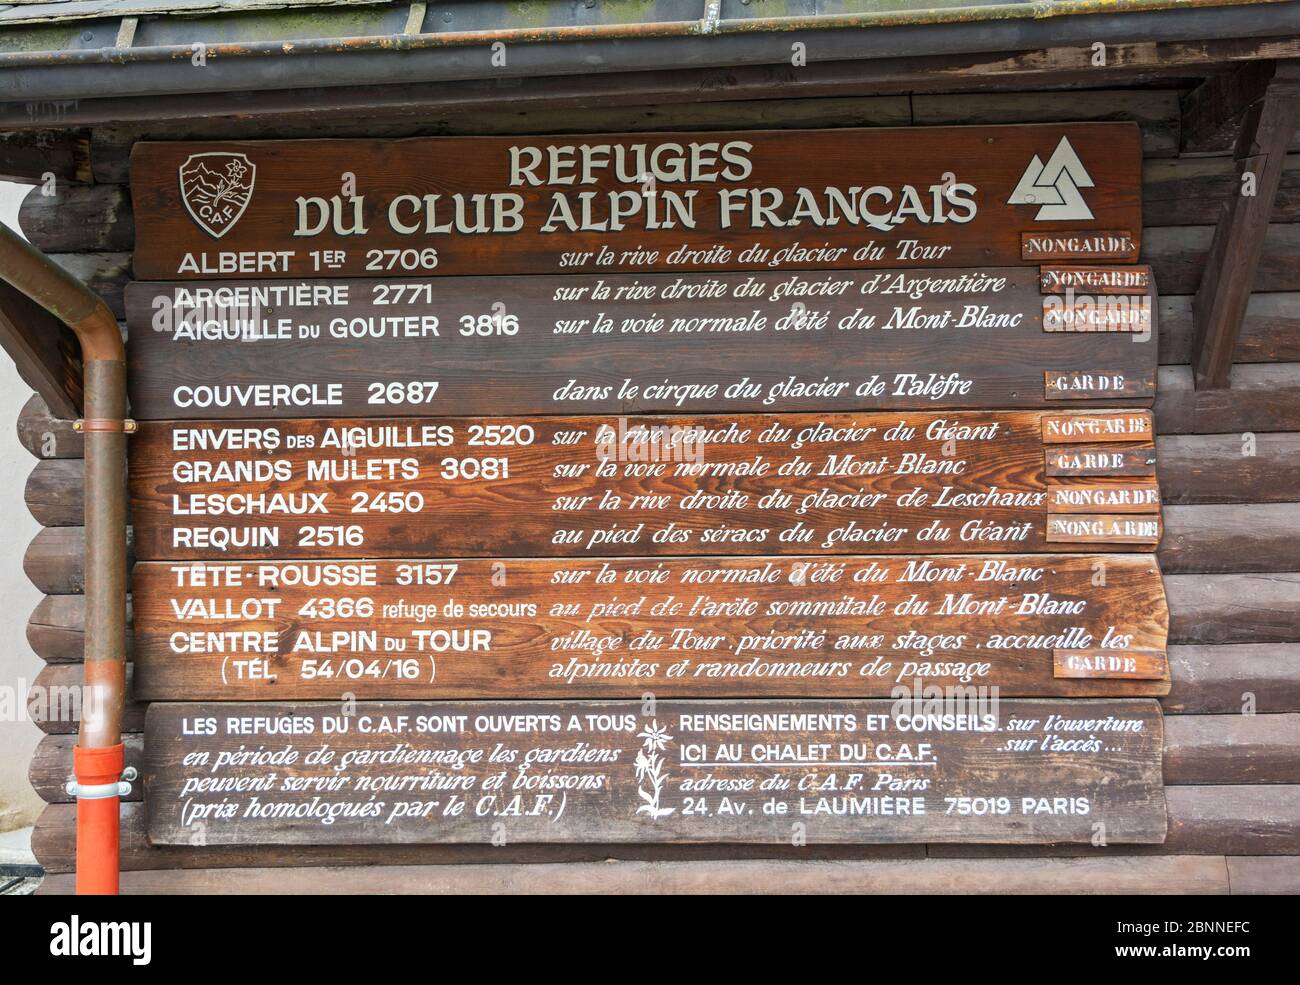 REFUGES
DU CLUB ALPIN FRANÇAIS
C.A.F
ALBERT 1ER 2706 sur la rive droite du glacier du Tour NONGARDE
ARGENTIÈRE 2771 sur la rive droite du glacier d'Argentière NONGARDE
AIGUILLE DU GOUTER 3816 sur la voie normale d'été du Mont-Blanc NONGARDE
COUVERCLE 2687 dans le cirque du glacier de Talèfre GARDE
ENVERS DES AIGUILLES 2520 sur la rive gauche du glacier du Géant NONGARDE
GRANDS MULETS 3081 sur la voie normale du Mont-Blanc GARDE
LESCHAUX 2450 sur la rive droite du glacier de Leschaux NONGARDE
REQUIN 2516 au pied des séracs du glacier du Géant NONGARDE
TETE-ROUSSE 3157 sur la voie normale d'été du Mont-Blanc
VALLOT 4366 refuge de secours au pied de l'arête sommitale du Mont-Blanc
CENTRE ALPIN DU TOUR village du Tour, priorité aux stages, accueille les
(TÉL 54/04/16) alpinistes et randonneurs de passage GARDE
LES REFUGES DU C.A.F. SONT OUVERTS A TOUS
en période de gardiennage les gardiens
peuvent servir nourriture et boissons
(prix homologués par le C.A.F.)
RENSEIGNEMENTS ET CONSEILS sur l'ouverture
sur l'accès...
ICI AU CHALET DU C.A.F.
adresse du C.A.F. Paris
24, Av. de LAUMIÈRE 75019 PARIS
alamy
Image ID: 2BNNEFC
www.alamy.com